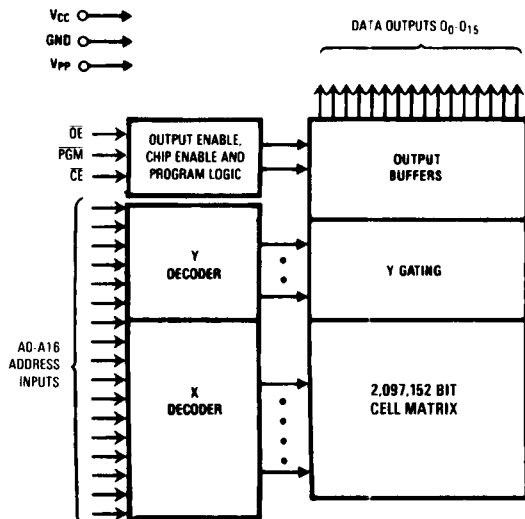 VCC
GND
VPP
DATA OUTPUTS O0-O15
OE
PGM
CE
OUTPUT ENABLE,
CHIP ENABLE AND
PROGRAM LOGIC
OUTPUT
BUFFERS
Y
DECODER
Y GATING
A0-A16
ADDRESS
INPUTS
X
DECODER
2,097,152 BIT
CELL MATRIX